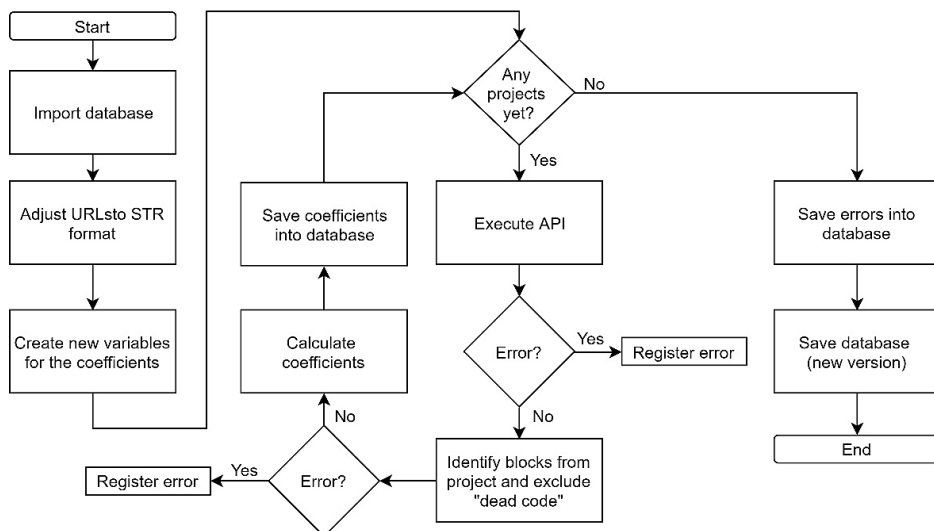 Start
Import database
Adjust URLsto STR
format
Create new variables
for the coefficients
Any
projects
yet?
No
Yes
Execute API
Error?
Yes
Register error
No
Identify blocks from
project and exclude
"dead code"
Error?
Yes
Register error
No
Calculate
coefficients
Save coefficients
into database
Save errors into
database
Save database
(new version)
End